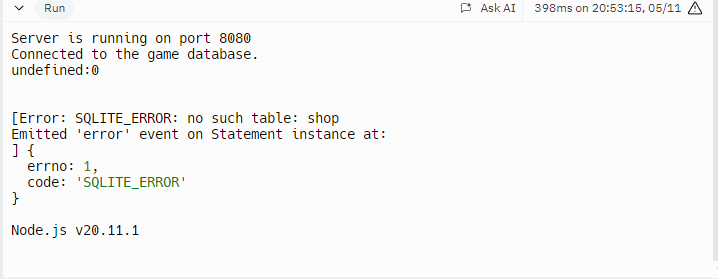 Run
Ask AI
398ms on 20:53:15, 05/11
Server is running on port 8080
Connected to the game database.
undefined:0
[Error: SQLITE_ERROR: no such table: shop
Emitted 'error' event on Statement instance at:
] {
  errno: 1,
  code: 'SQLITE_ERROR'
}
Node.js v20.11.1